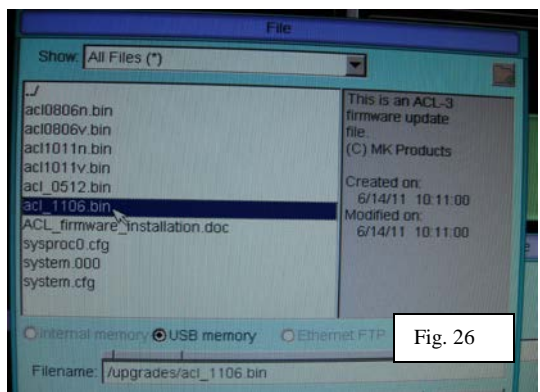 File
Show: All Files (*)
../
acl0806n.bin
acl0806v.bin
acl1011n.bin
acl1011v.bin
acl_0512.bin
acl_1106.bin
ACL_firmware_installation.doc
sysproc0.cfg
system.000
system.cfg
This is an ACL-3
firmware update
file.
(C) MK Products
Created on:
6/14/11 10:11:00
Modified on:
6/14/11 10:11:00
Internal memory USB memory Ethernet FTP
Fig. 26
Filename: /upgrades/acl_1106.bin